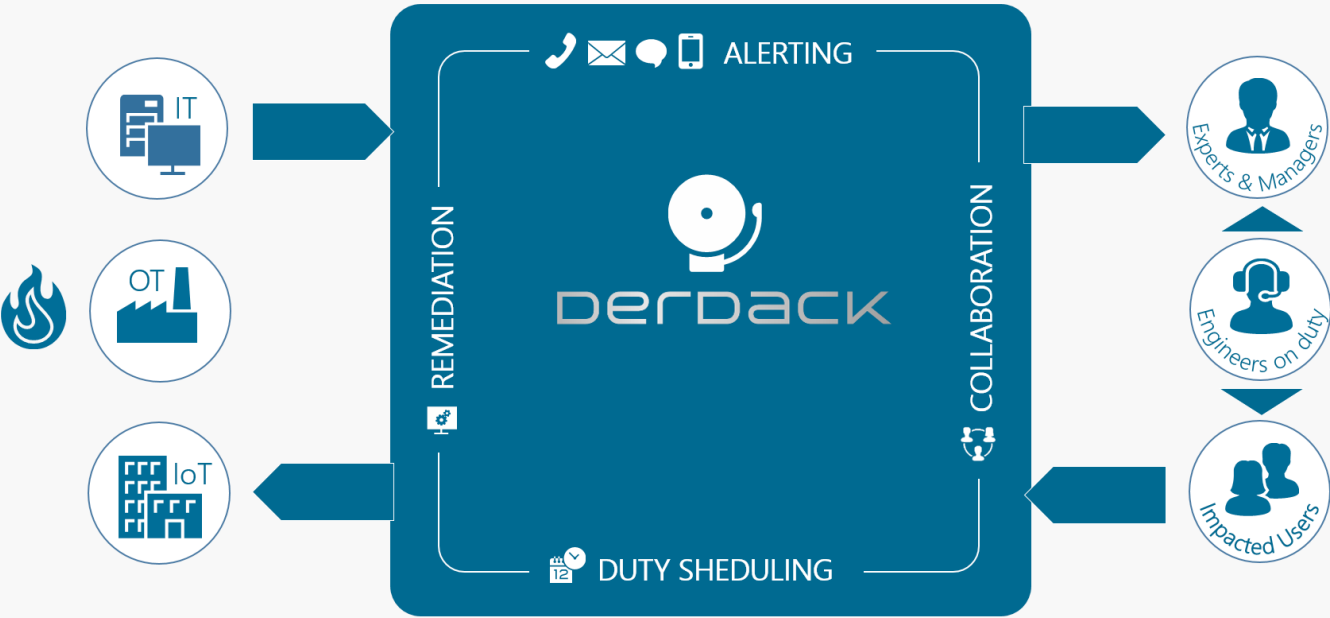 ALERTING
IT
Experts & Managers
REMEDIATION
DERDACK
COLLABORATION
OT
Engineers on duty
IoT
Impacted Users
12
DUTY SHEDULING